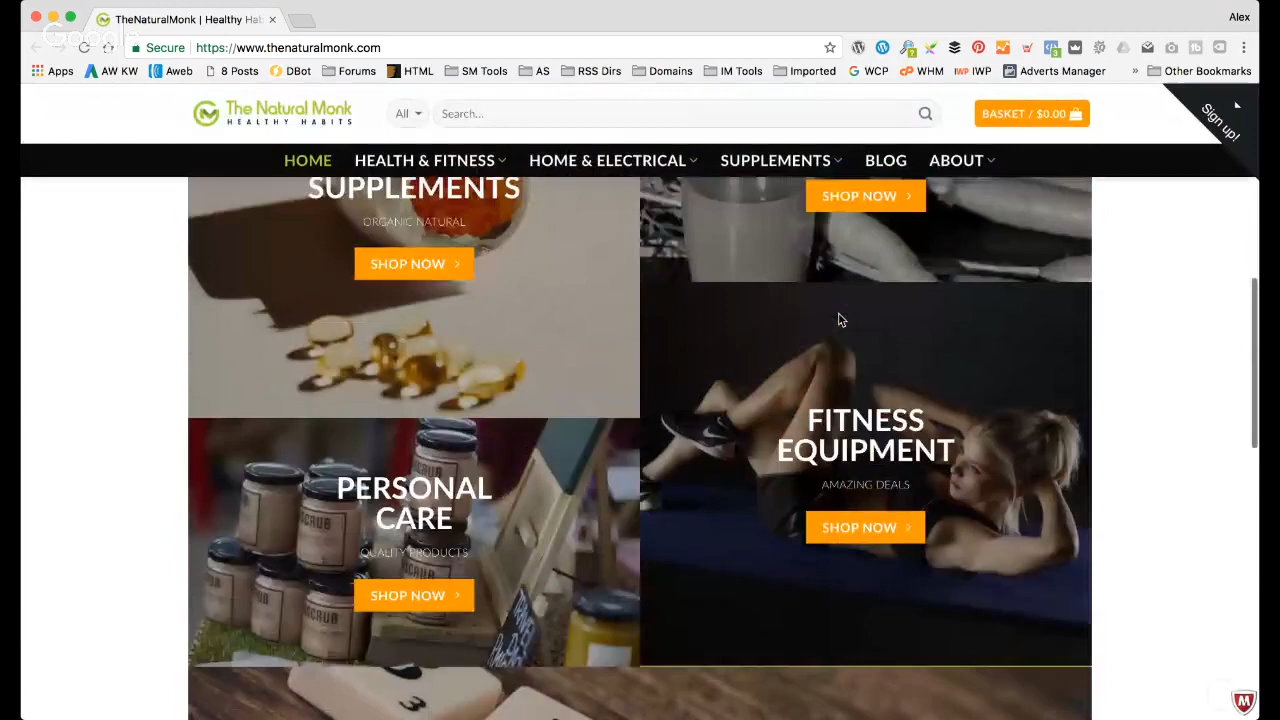 TheNaturalMonk | Healthy Hab
Alex
Google
Secure
https://www.thenaturalmonk.com
Apps
AW KW
Aweb
8 Posts
DBot
Forums
HTML
SM Tools
AS
RSS Dirs
Domains
IM Tools
Imported
WCP
WHM
IWP
Adverts Manager
»
Other Bookmarks
The Natural Monk
HEALTHY HABITS
All
Search...
BASKET / $0.00
Sign up!
HOME
HEALTH & FITNESS
HOME & ELECTRICAL
SUPPLEMENTS
BLOG
ABOUT
SUPPLEMENTS
ORGANIC NATURAL
SHOP NOW
SHOP NOW
PERSONAL
CARE
QUALITY PRODUCTS
SHOP NOW
FITNESS
EQUIPMENT
AMAZING DEALS
SHOP NOW
3